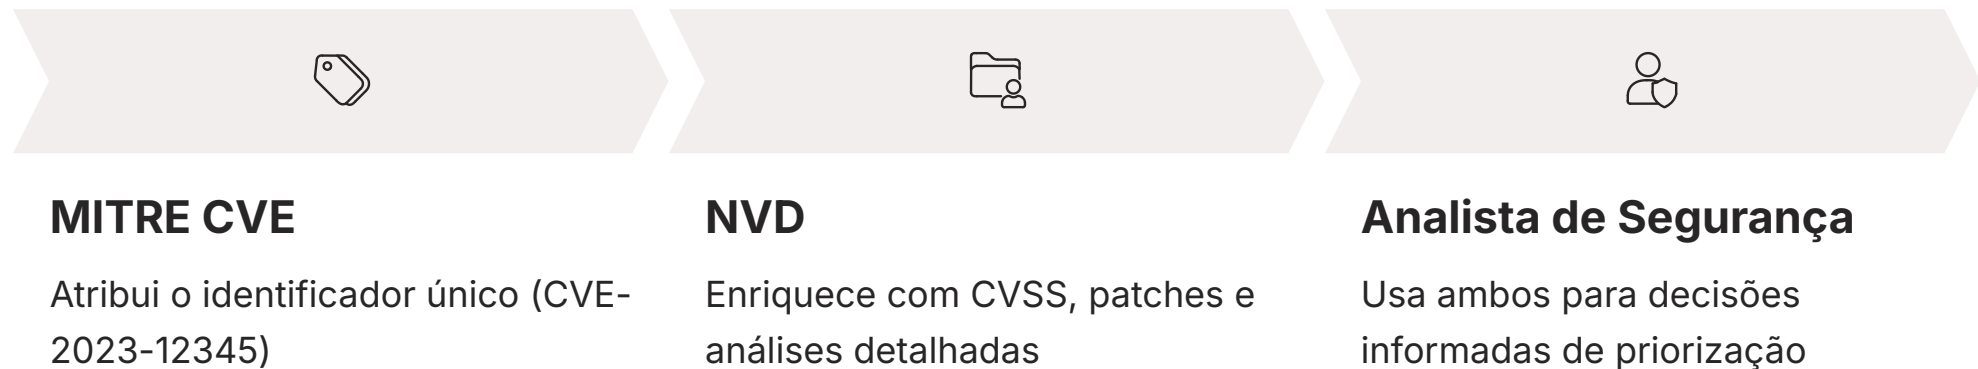 MITRE CVE
Atribui o identificador único (CVE-
2023-12345)
NVD
Enriquece com CVSS, patches e
análises detalhadas
Analista de Segurança
Usa ambos para decisões
informadas de priorização